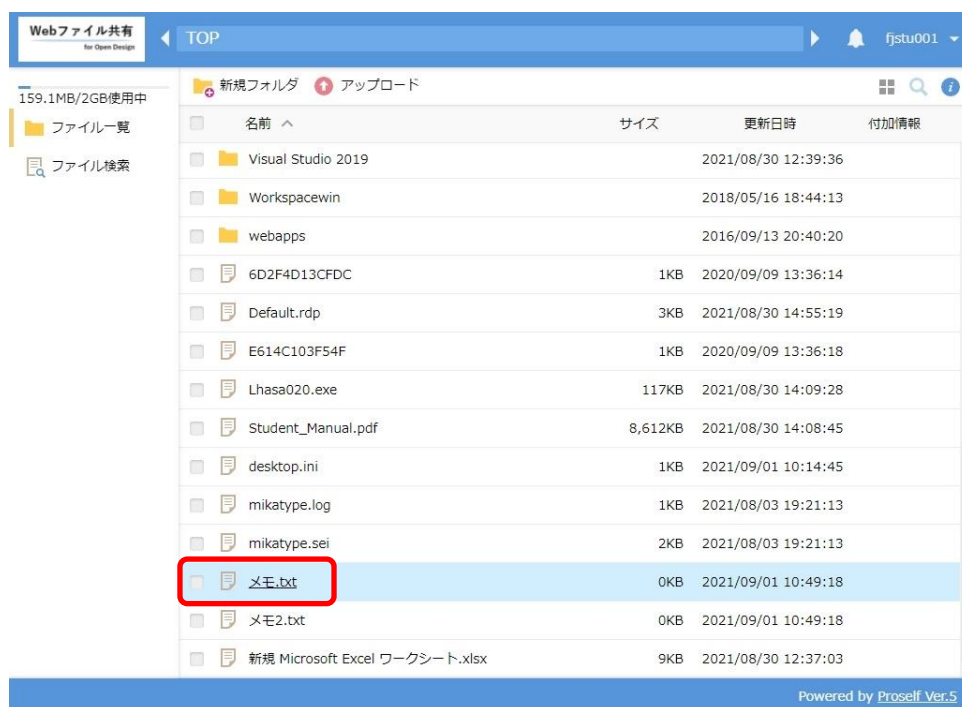 Webファイル共有
for Open Design
TOP
fjstu001
159.1MB/2GB使用中
ファイル一覧
ファイル検索
新規フォルダ アップロード
名前 サイズ 更新日時 付加情報
Visual Studio 2019 2021/08/30 12:39:36
Workspacewin 2018/05/16 18:44:13
webapps 2016/09/13 20:40:20
6D2F4D13CFDC 1KB 2020/09/09 13:36:14
Default.rdp 3KB 2021/08/30 14:55:19
E614C103F54F 1KB 2020/09/09 13:36:18
Lhasa020.exe 117KB 2021/08/30 14:09:28
Student_Manual.pdf 8,612KB 2021/08/30 14:08:45
desktop.ini 1KB 2021/09/01 10:14:45
mikatype.log 1KB 2021/08/03 19:21:13
mikatype.sei 2KB 2021/08/03 19:21:13
メモ.txt 0KB 2021/09/01 10:49:18
メモ2.txt 0KB 2021/09/01 10:49:18
新規 Microsoft Excel ワークシート.xlsx 9KB 2021/08/30 12:37:03
Powered by Proself Ver.5